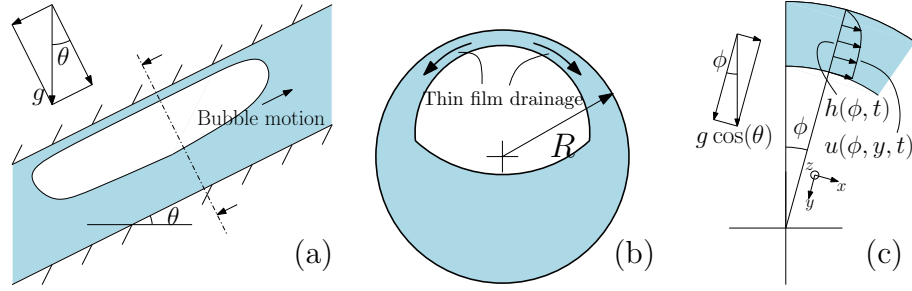 θ
g
Bubble motion
θ
(a)
Thin film drainage
R
(b)
ϕ
g cos(θ)
ϕ
h(ϕ, t)
u(ϕ, y, t)
z
x
y
(c)